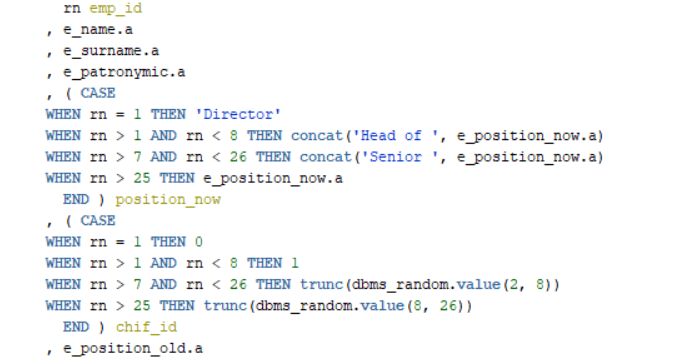 rn emp_id
, e_name.a
, e_surname.a
, e_patronymic.a
, ( CASE
WHEN rn = 1 THEN 'Director'
WHEN rn > 1 AND rn < 8 THEN concat('Head of ', e_position_now.a)
WHEN rn > 7 AND rn < 26 THEN concat('Senior ', e_position_now.a)
WHEN rn > 25 THEN e_position_now.a
END ) position_now
, ( CASE
WHEN rn = 1 THEN 0
WHEN rn > 1 AND rn < 8 THEN 1
WHEN rn > 7 AND rn < 26 THEN trunc(dbms_random.value(2, 8))
WHEN rn > 25 THEN trunc(dbms_random.value(8, 26))
END ) chif_id
, e_position_old.a